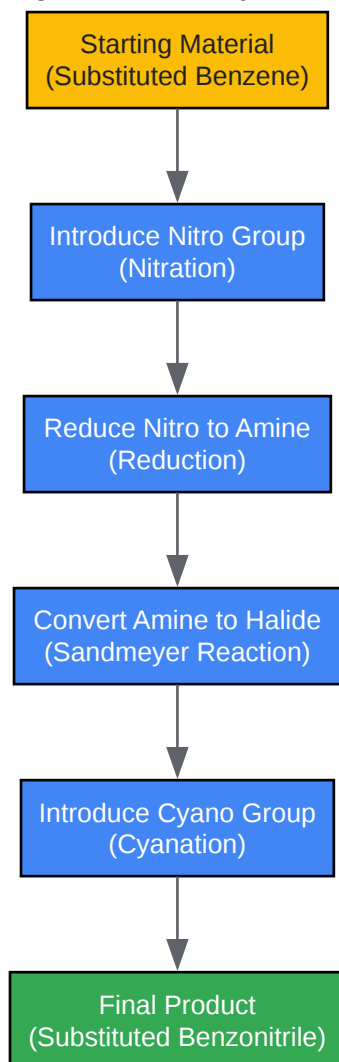 Starting Material
(Substituted Benzene)
Introduce Nitro Group
(Nitration)
Reduce Nitro to Amine
(Reduction)
Convert Amine to Halide
(Sandmeyer Reaction)
Introduce Cyano Group
(Cyanation)
Final Product
(Substituted Benzonitrile)